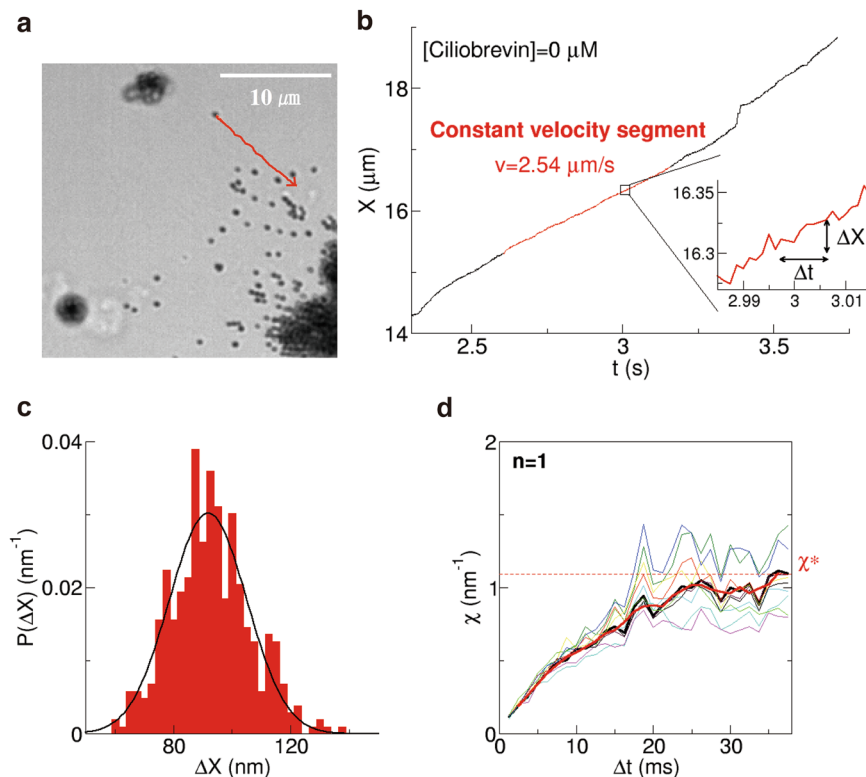 a
10 μm
b
[Ciliobrevin]=0 μM
Constant velocity segment
v=2.54 μm/s
X (μm)
18
16
14
2.5
3
3.5
t (s)
16.35
16.3
ΔX
Δt
2.99
3
3.01
c
P(ΔX) (nm⁻¹)
0.04
0.02
0
80
120
ΔX (nm)
d
n=1
χ*
χ (nm⁻¹)
2
1
0
0
10
20
30
Δt (ms)